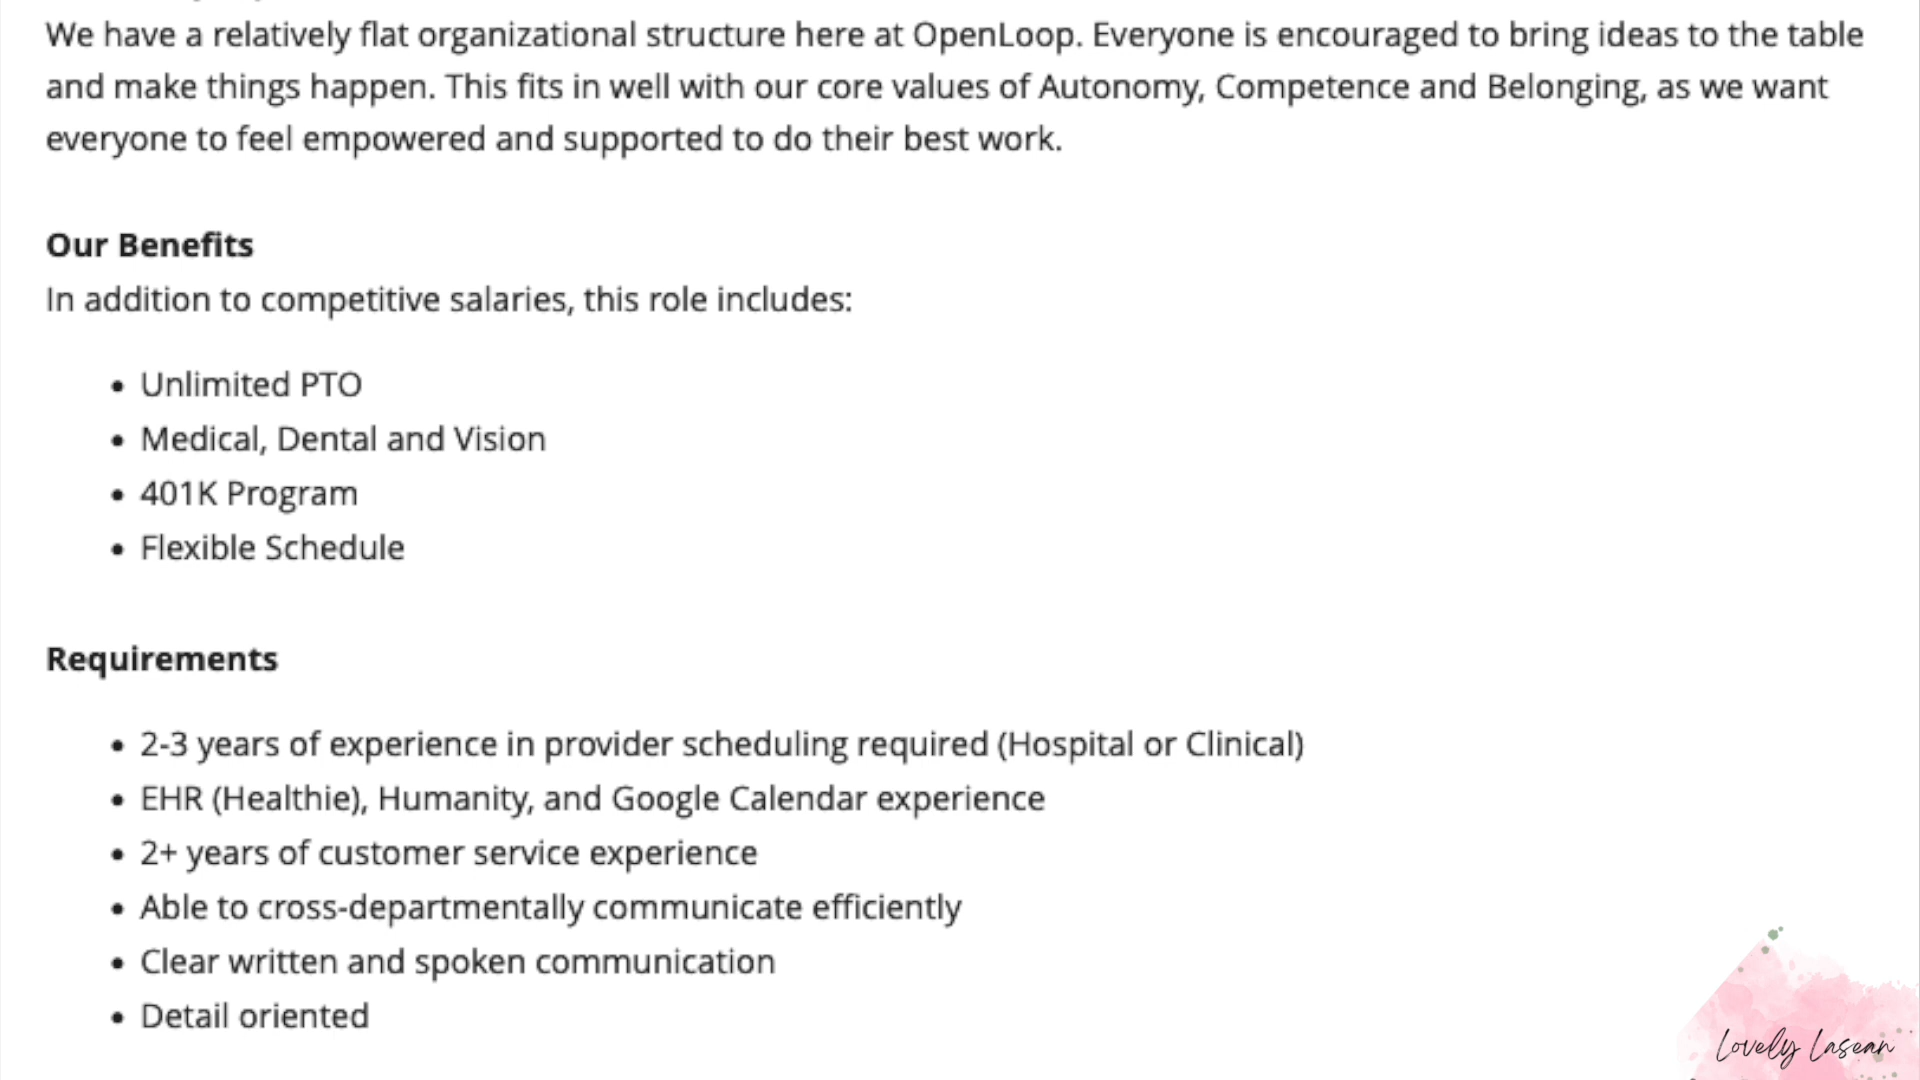 We have a relatively flat organizational structure here at OpenLoop. Everyone is encouraged to bring ideas to the table
and make things happen. This fits in well with our core values of Autonomy, Competence and Belonging, as we want
everyone to feel empowered and supported to do their best work.
Our Benefits
In addition to competitive salaries, this role includes:
• Unlimited PTO
• Medical, Dental and Vision
• 401K Program
• Flexible Schedule
Requirements
• 2-3 years of experience in provider scheduling required (Hospital or Clinical)
• EHR (Healthie), Humanity, and Google Calendar experience
• 2+ years of customer service experience
• Able to cross-departmentally communicate efficiently
• Clear written and spoken communication
• Detail oriented
Lovely Lasean